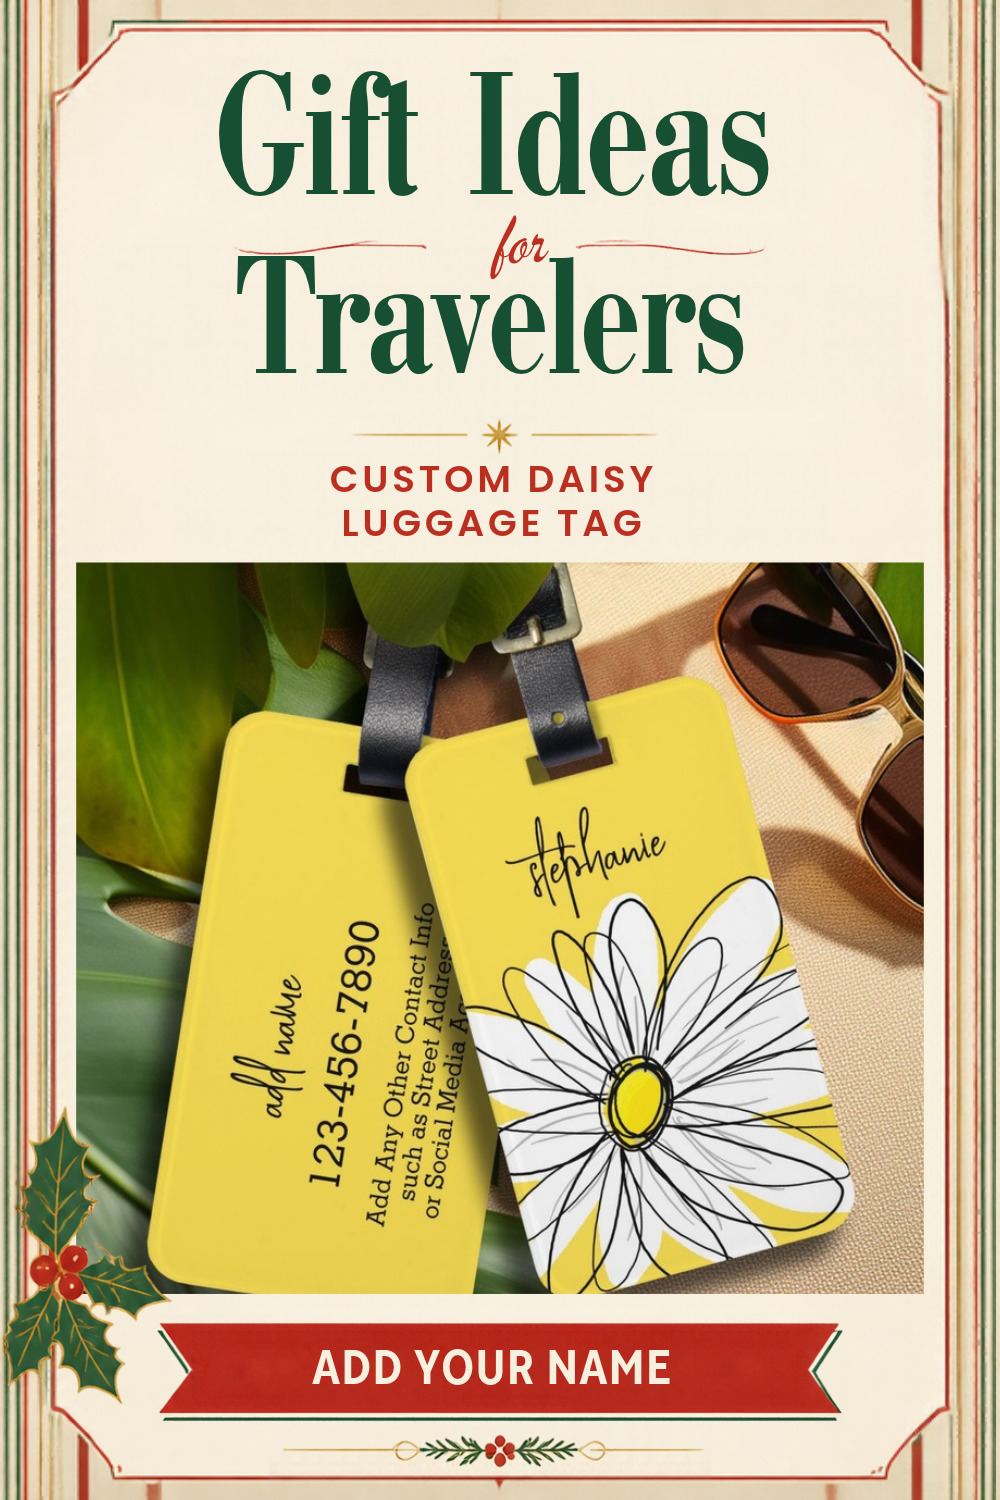 Gift Ideas
for
Travelers
CUSTOM DAISY
LUGGAGE TAG
stephanie
add name
123-456-7890
Add Any Other Contact Info
such as Street Address
or Social Media
ADD YOUR NAME